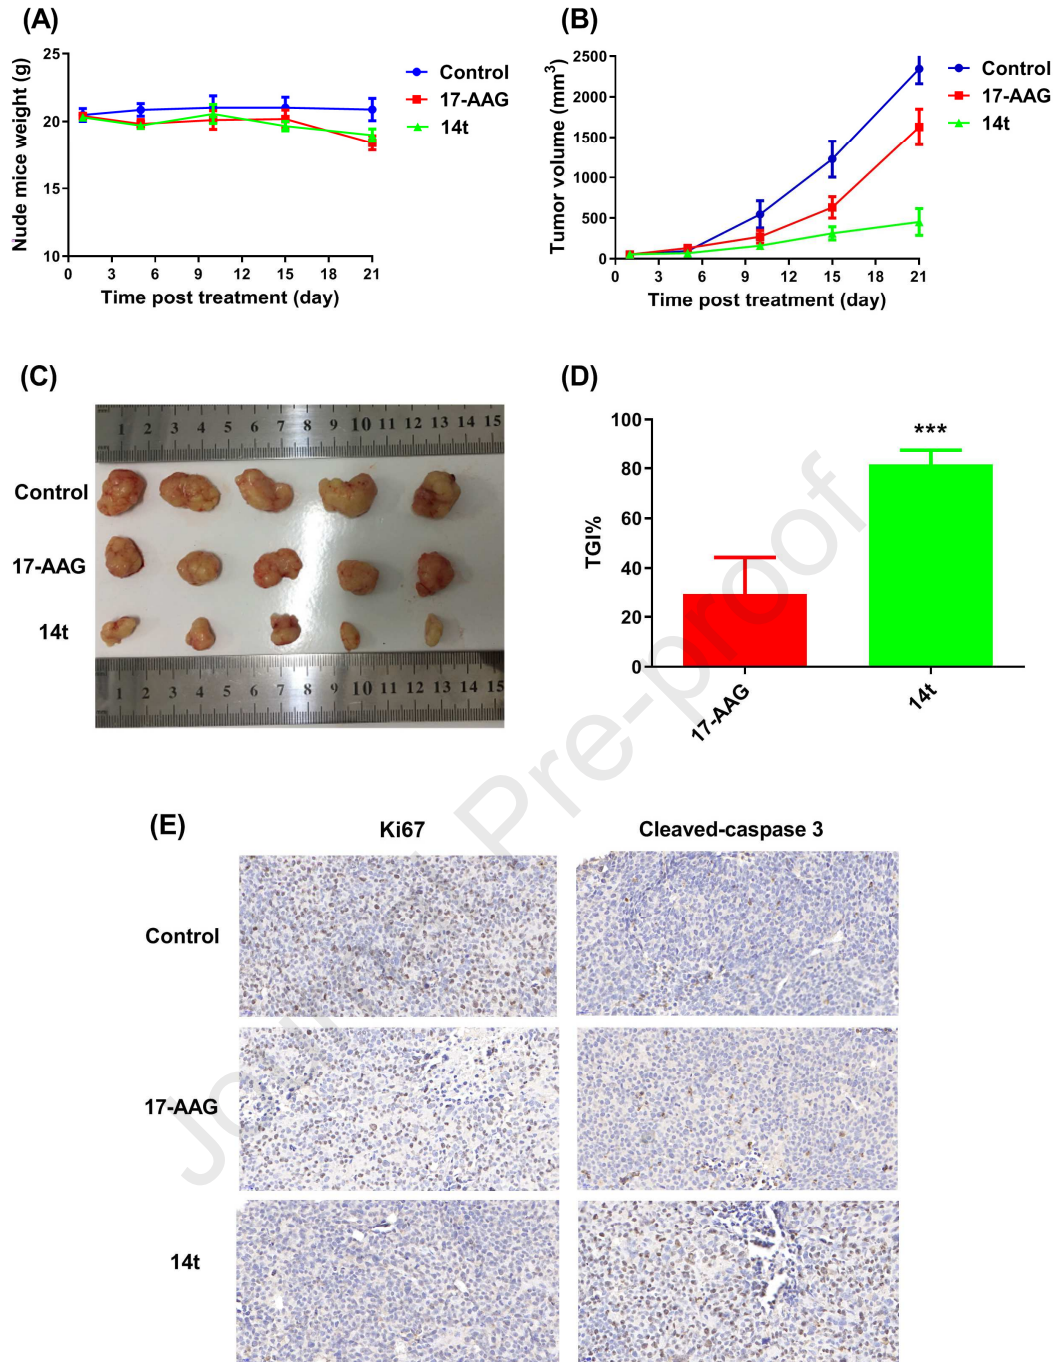 (A)
Nude mice weight (g)
25
20
15
10
0 3 6 9 12 15 18 21
Time post treatment (day)
Control
17-AAG
14t
(B)
Tumor volume (mm3)
2500
2000
1500
1000
500
0
0 3 6 9 12 15 18 21
Time post treatment (day)
Control
17-AAG
14t
(C)
1 2 3 4 5 6 7 8 9 10 11 12 13 14 15
Control
17-AAG
14t
1 2 3 4 5 6 7 8 9 10 11 12 13 14 15
(D)
TGI%
100
80
60
40
20
0
***
17-AAG
14t
(E)
Ki67
Cleaved-caspase 3
Control
17-AAG
14t
Journal Pre-proof